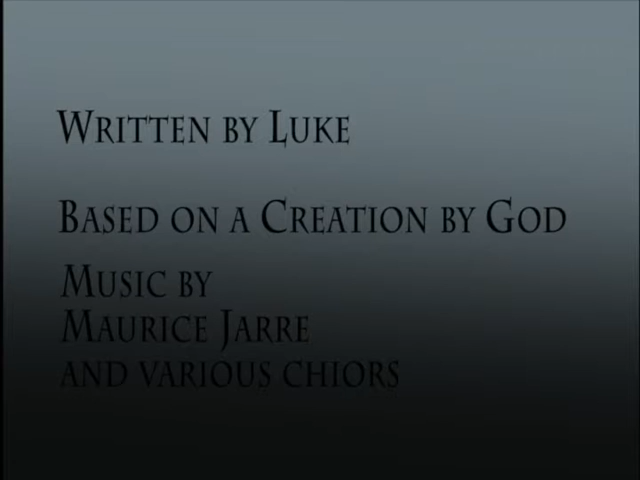 Written by Luke
Based on a Creation by God
Music by
Maurice Jarre
and various chiors